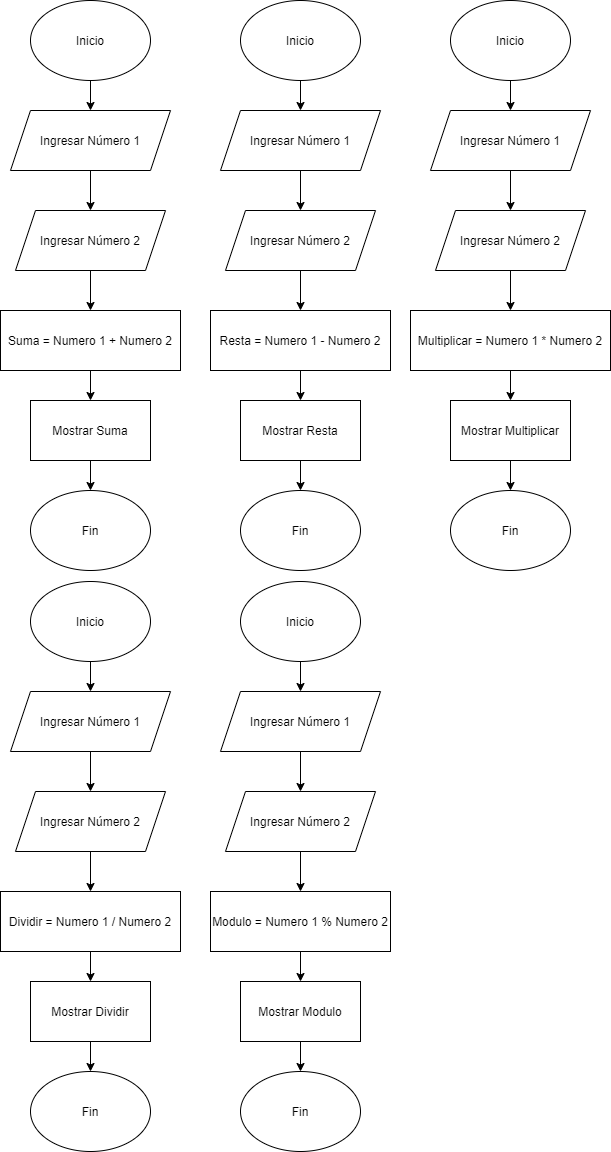 Inicio
Ingresar Número 1
Ingresar Número 2
Suma = Numero 1 + Numero 2
Mostrar Suma
Fin
Inicio
Ingresar Número 1
Ingresar Número 2
Resta = Numero 1 - Numero 2
Mostrar Resta
Fin
Inicio
Ingresar Número 1
Ingresar Número 2
Multiplicar = Numero 1 * Numero 2
Mostrar Multiplicar
Fin
Inicio
Ingresar Número 1
Ingresar Número 2
Dividir = Numero 1 / Numero 2
Mostrar Dividir
Fin
Inicio
Ingresar Número 1
Ingresar Número 2
Modulo = Numero 1 % Numero 2
Mostrar Modulo
Fin